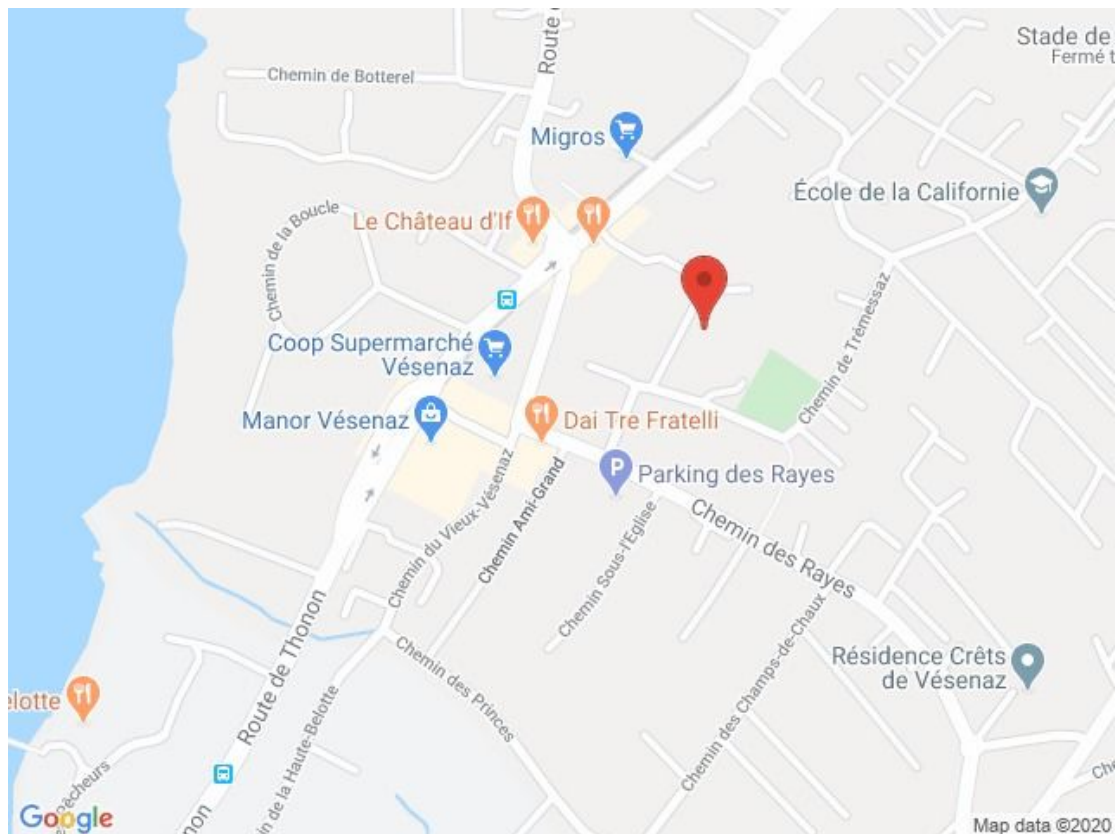 Route
Stade de
Fermé t
Chemin de Botterel
Migros
École de la Californie
Chemin de la Boucle
Le Château d'If
Coop Supermarché
Vésenaz
Chemin de Trémessaz
Manor Vésenaz
Dai Tre Fratelli
P
Parking des Rayes
Chemin du Vieux-Vésenaz
Chemin Ami-Grand
Chemin Sous-l'Eglise
Chemin des Rayes
Route de Thonon
Chemin des Princes
Chemin des Champs-de-Chaux
Résidence Crêts
de Vésenaz
elotte
n de la Haute-Belotte
pêcheurs
Google
Map data ©2020